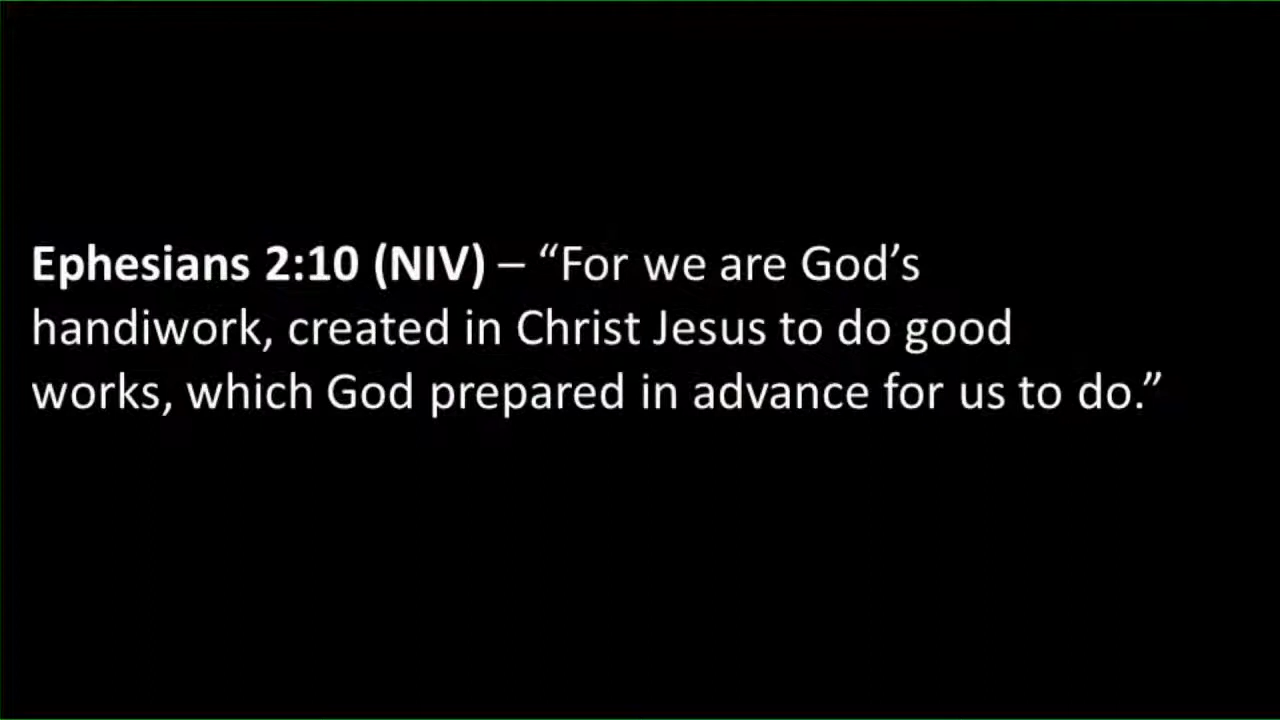 Ephesians 2:10 (NIV) – “For we are God’s
handiwork, created in Christ Jesus to do good
works, which God prepared in advance for us to do.”